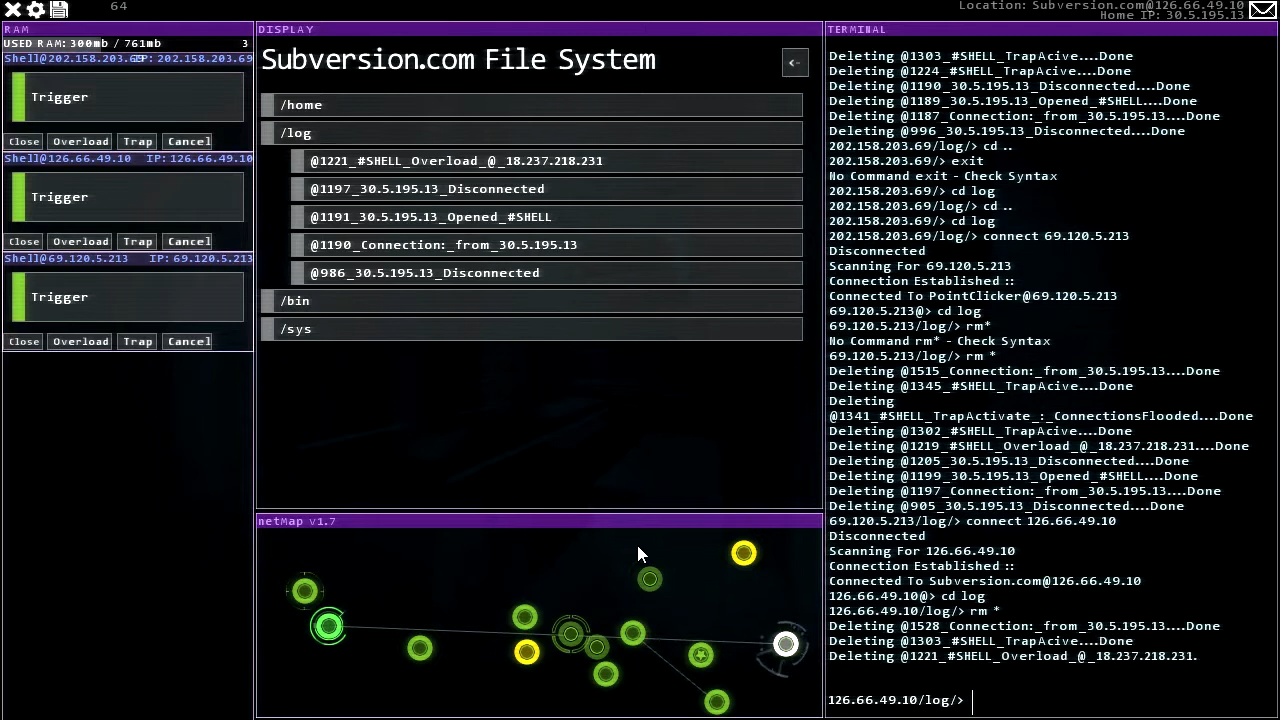 64
Location: Subversion.com@126.66.49.10
Home IP: 30.5.195.13
RAM
USED RAM: 300mb / 761mb 3
Shell@202.158.203.69 IP: 202.158.203.69
Trigger
Close Overload Trap Cancel
Shell@126.66.49.10 IP: 126.66.49.10
Trigger
Close Overload Trap Cancel
Shell@69.120.5.213 IP: 69.120.5.213
Trigger
Close Overload Trap Cancel
DISPLAY
Subversion.com File System
<-
/home
/log
@1221_#SHELL_Overload_@_18.237.218.231
@1197_30.5.195.13_Disconnected
@1191_30.5.195.13_Opened_#SHELL
@1190_Connection:_from_30.5.195.13
@986_30.5.195.13_Disconnected
/bin
/sys
netMap v1.7
TERMINAL
Deleting @1303_#SHELL_TrapAcive....Done
Deleting @1224_#SHELL_TrapAcive....Done
Deleting @1190_30.5.195.13_Disconnected....Done
Deleting @1189_30.5.195.13_Opened_#SHELL....Done
Deleting @1187_Connection:_from_30.5.195.13....Done
Deleting @996_30.5.195.13_Disconnected....Done
202.158.203.69/log/> cd ..
202.158.203.69/> exit
No Command exit - Check Syntax
202.158.203.69/> cd log
202.158.203.69/log/> cd ..
202.158.203.69/> cd log
202.158.203.69/log/> connect 69.120.5.213
Disconnected
Scanning For 69.120.5.213
Connection Established ::
Connected To PointClicker@69.120.5.213
69.120.5.213@> cd log
69.120.5.213/log/> rm*
No Command rm* - Check Syntax
69.120.5.213/log/> rm *
Deleting @1515_Connection:_from_30.5.195.13....Done
Deleting @1345_#SHELL_TrapAcive....Done
Deleting
@1341_#SHELL_TrapActivate_:_ConnectionsFlooded....Done
Deleting @1302_#SHELL_TrapAcive....Done
Deleting @1219_#SHELL_Overload_@_18.237.218.231....Done
Deleting @1205_30.5.195.13_Disconnected....Done
Deleting @1199_30.5.195.13_Opened_#SHELL....Done
Deleting @1197_Connection:_from_30.5.195.13....Done
Deleting @905_30.5.195.13_Disconnected....Done
69.120.5.213/log/> connect 126.66.49.10
Disconnected
Scanning For 126.66.49.10
Connection Established ::
Connected To Subversion.com@126.66.49.10
126.66.49.10@> cd log
126.66.49.10/log/> rm *
Deleting @1528_Connection:_from_30.5.195.13....Done
Deleting @1303_#SHELL_TrapAcive....Done
Deleting @1221_#SHELL_Overload_@_18.237.218.231.
126.66.49.10/log/>